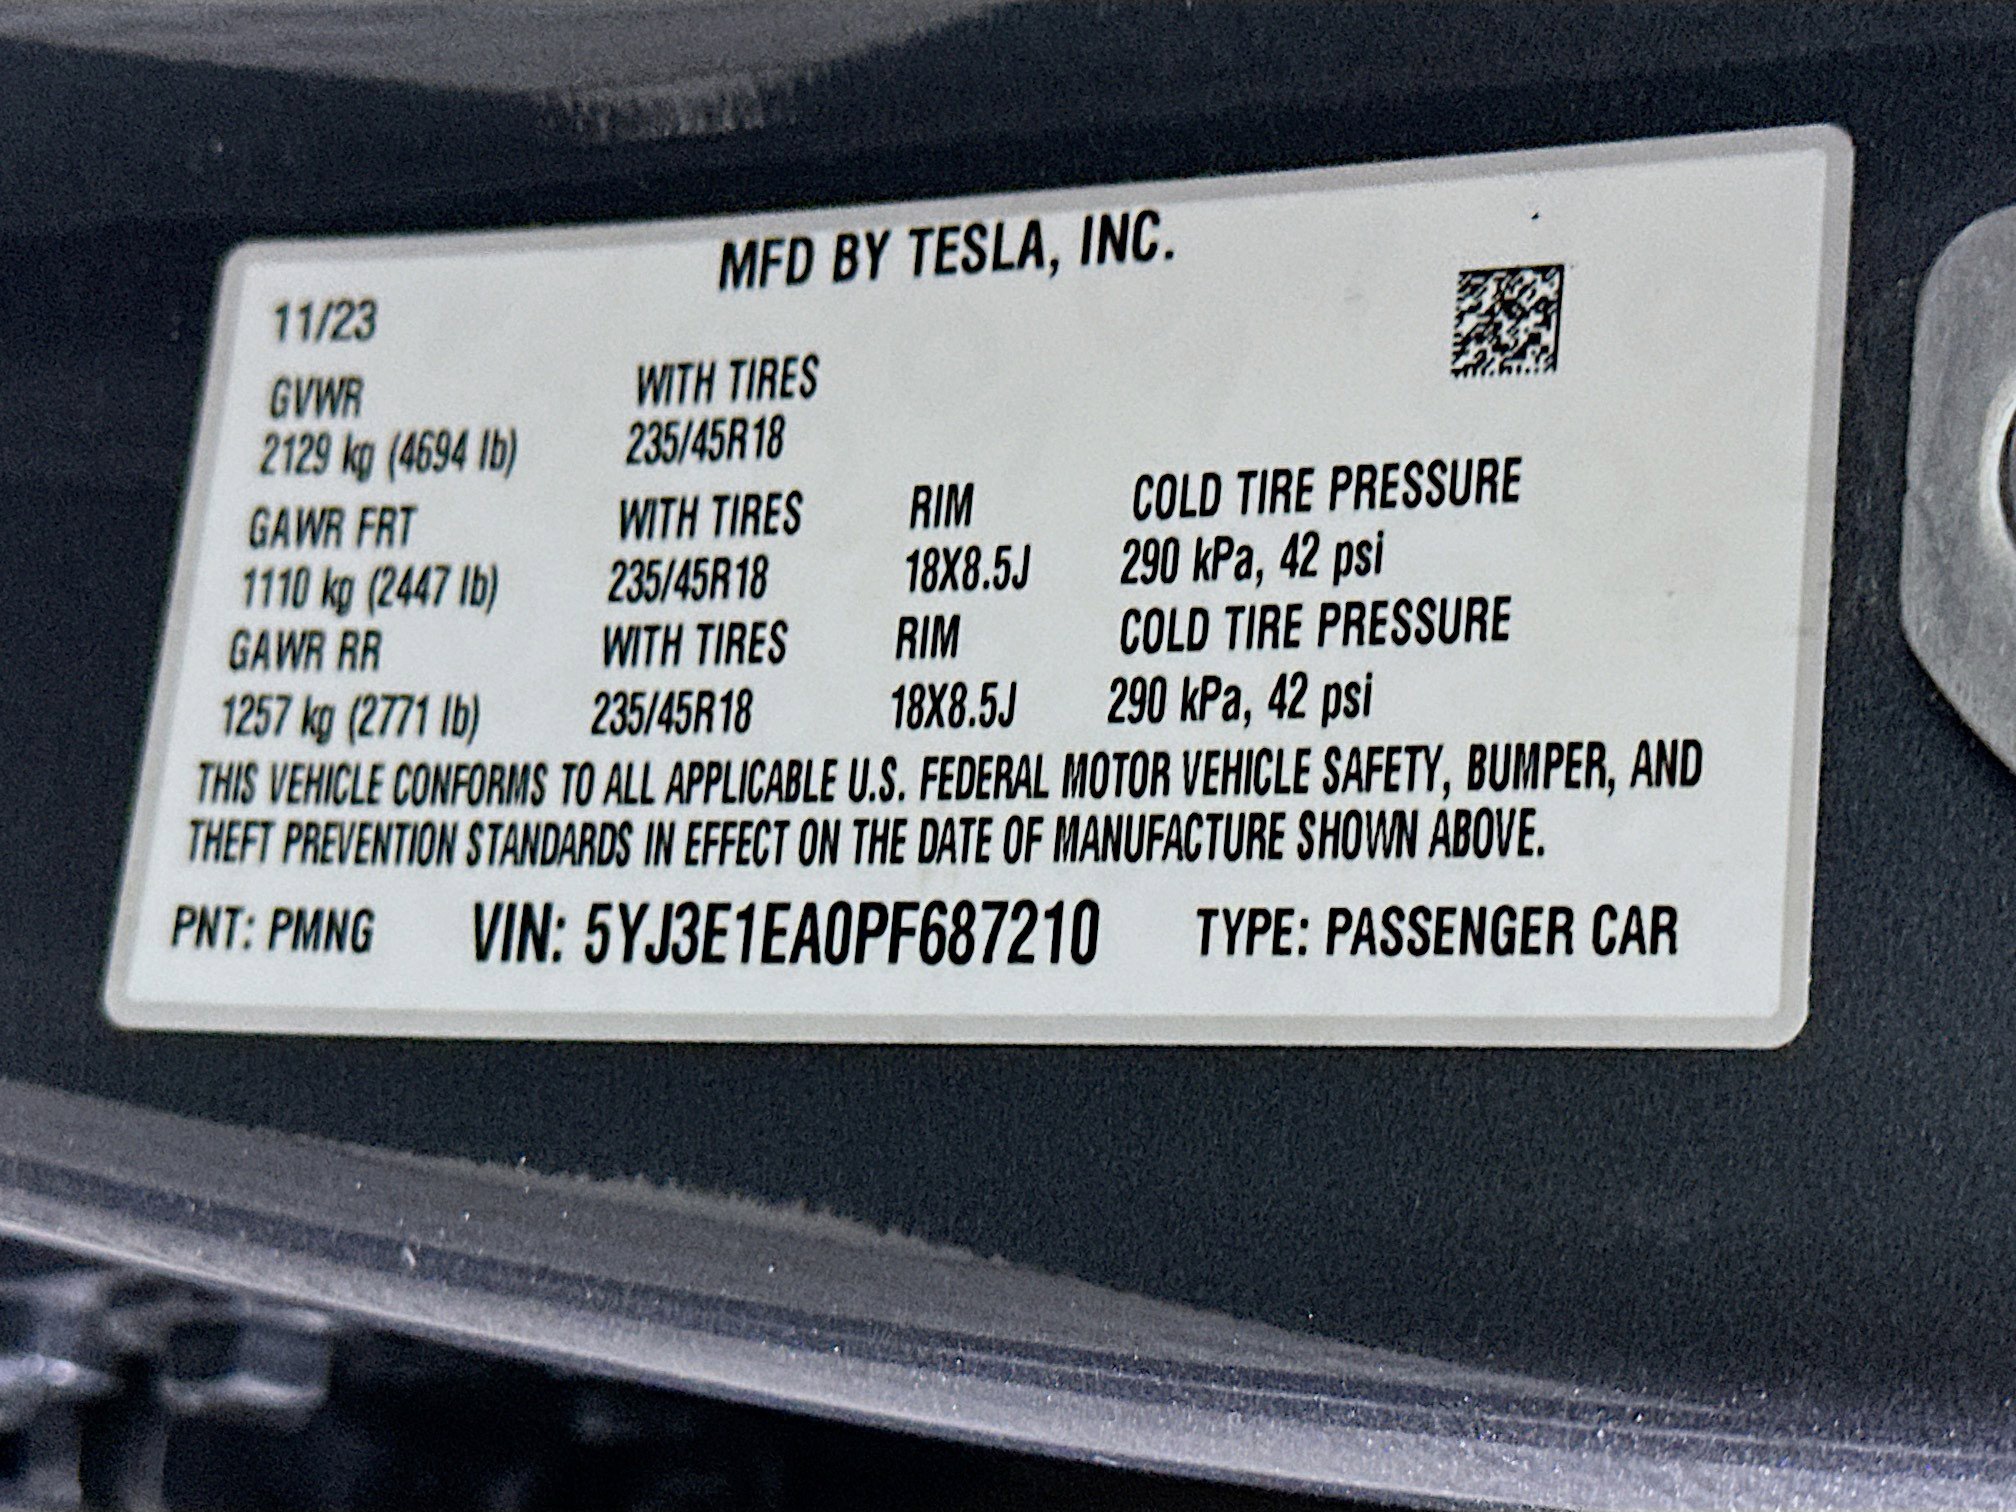 MFD BY TESLA, INC.
11/23
GVWR WITH TIRES
2129 kg (4694 lb) 235/45R18
GAWR FRT WITH TIRES RIM COLD TIRE PRESSURE
1110 kg (2447 lb) 235/45R18 18X8.5J 290 kPa, 42 psi
GAWR RR WITH TIRES RIM COLD TIRE PRESSURE
1257 kg (2771 lb) 235/45R18 18X8.5J 290 kPa, 42 psi
THIS VEHICLE CONFORMS TO ALL APPLICABLE U.S. FEDERAL MOTOR VEHICLE SAFETY, BUMPER, AND
THEFT PREVENTION STANDARDS IN EFFECT ON THE DATE OF MANUFACTURE SHOWN ABOVE.
PNT: PMNG VIN: 5YJ3E1EA0PF687210 TYPE: PASSENGER CAR